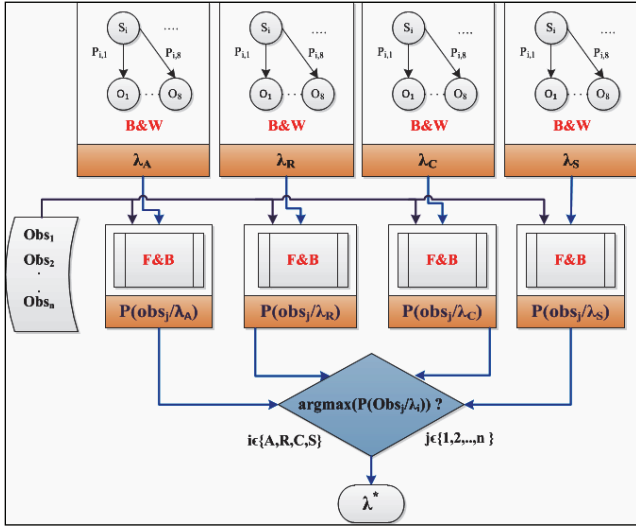 Si .... Si .... Si .... Si ....
Pi,1 Pi,8 Pi,1 Pi,8 Pi,1 Pi,8 Pi,1 Pi,8
O1 ... O8 O1 ... O8 O1 ... O8 O1 ... O8
B&W B&W B&W B&W
λA λR λC λS
Obs1
Obs2
.
.
Obsn
F&B F&B F&B F&B
P(obsj/λA) P(obsj/λR) P(obsj/λC) P(obsj/λS)
argmax(P(Obsj/λi)) ?
iϵ{A,R,C,S} jϵ{1,2,..,n }
λ*